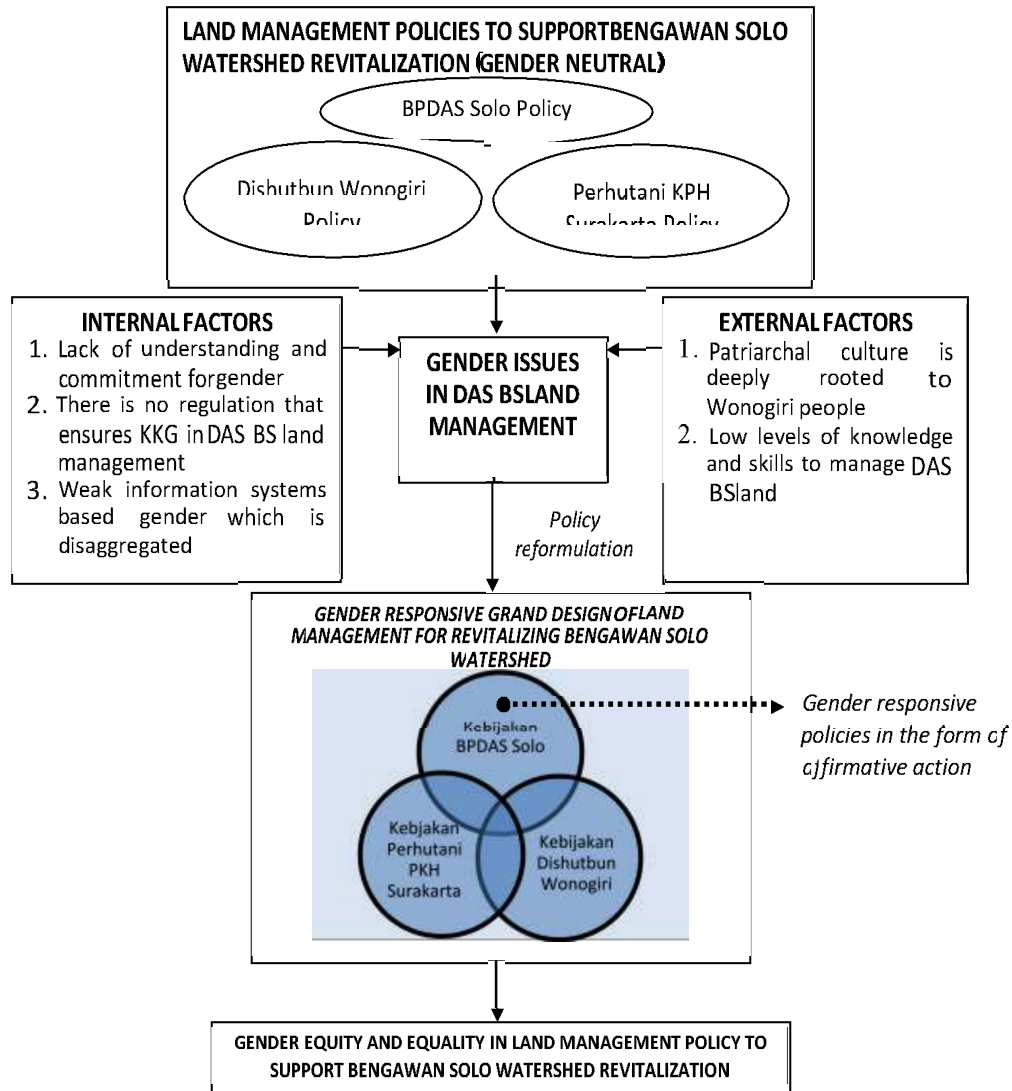 LAND MANAGEMENT POLICIES TO SUPPORTBENGAWAN SOLO
WATERSHED REVITALIZATION (GENDER NEUTRAL)
BPDAS Solo Policy
Dishutbun Wonogiri
Policy
Perhutani KPH
Surakarta Policy
INTERNAL FACTORS
1. Lack of understanding and
commitment forgender
2. There is no regulation that
ensures KKG in DAS BS land
management
3. Weak information systems
based gender which is
disaggregated
GENDER ISSUES
IN DAS BSLAND
MANAGEMENT
EXTERNAL FACTORS
1. Patriarchal culture is
deeply rooted to
Wonogiri people
2. Low levels of knowledge
and skills to manage DAS
BSland
Policy
reformulation
GENDER RESPONSIVE GRAND DESIGN OFLAND
MANAGEMENT FOR REVITALIZING BENGAWAN SOLO
WATERSHED
Kebijakan
BPDAS Solo
Kebjakan
Perhutani
PKH
Surakarta
Kebijakan
Dishutbun
Wonogiri
Gender responsive
policies in the form of
affirmative action
GENDER EQUITY AND EQUALITY IN LAND MANAGEMENT POLICY TO
SUPPORT BENGAWAN SOLO WATERSHED REVITALIZATION